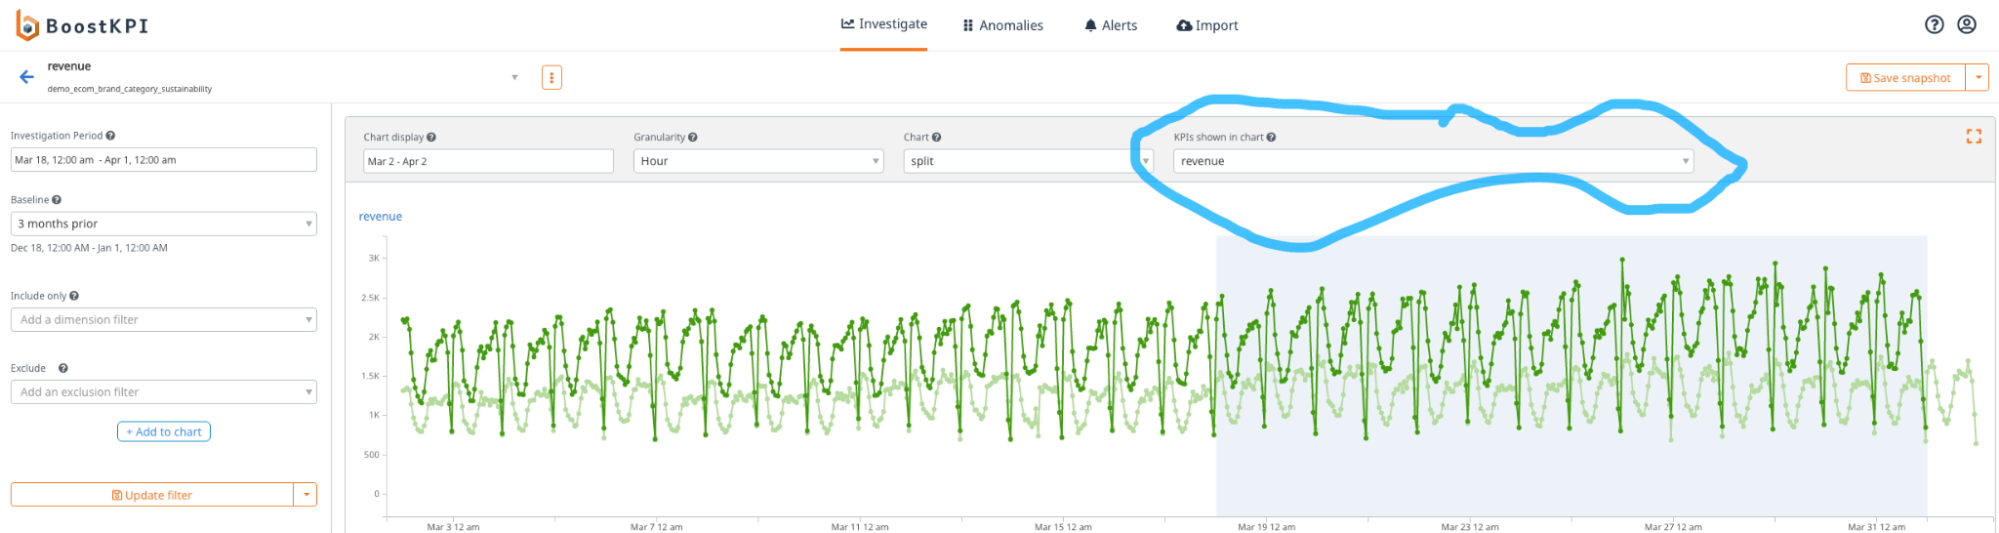 BoostKPI
Investigate Anomalies Alerts Import
revenue
demo_ecom_brand_category_sustainability
Save snapshot
Investigation Period
Mar 18, 12:00 am - Apr 1, 12:00 am
Baseline
3 months prior
Dec 18, 12:00 AM - Jan 1, 12:00 AM
Include only
Add a dimension filter
Exclude
Add an exclusion filter
+ Add to chart
Update filter
Chart display Granularity Chart KPIs shown in chart
Mar 2 - Apr 2 Hour split revenue
revenue
3K
2.5K
2K
1.5K
1K
500
0
Mar 3 12 am Mar 7 12 am Mar 11 12 am Mar 15 12 am Mar 19 12 am Mar 23 12 am Mar 27 12 am Mar 31 12 am